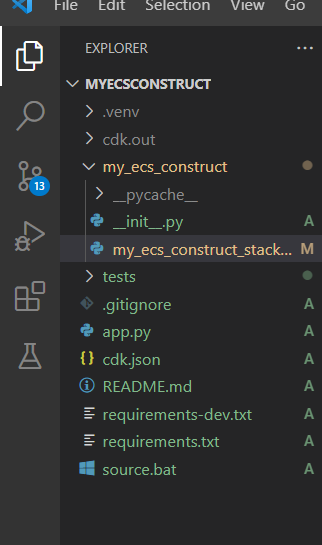 File Edit Selection View Go
EXPLORER ...
MYECSCONSTRUCT
.venv
cdk.out
my_ecs_construct
__pycache__
__init__.py A
my_ecs_construct_stack... M
tests
.gitignore A
app.py A
cdk.json A
README.md A
requirements-dev.txt A
requirements.txt A
source.bat A
13